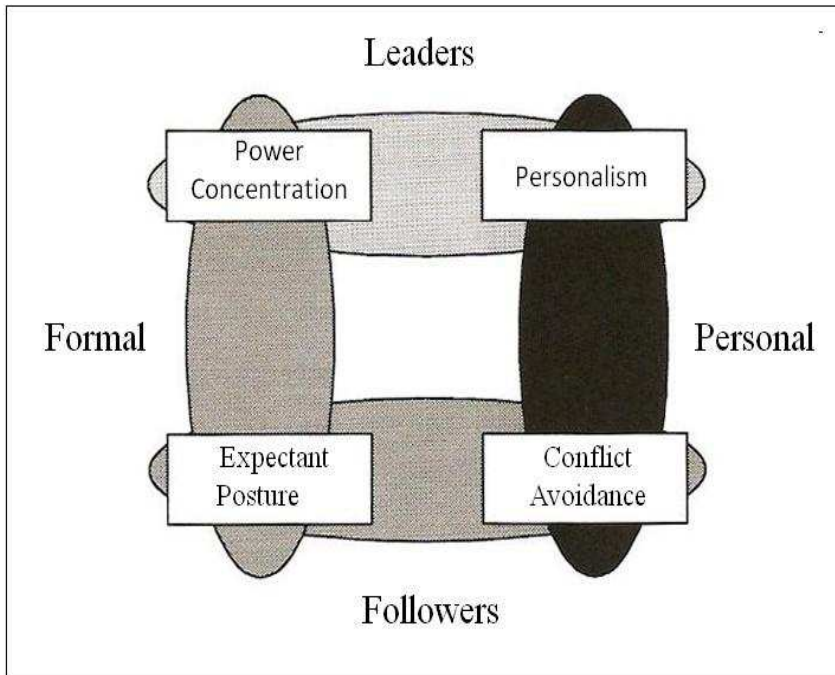 Leaders
Power
Concentration
Personalism
Formal
Personal
Expectant
Posture
Conflict
Avoidance
Followers